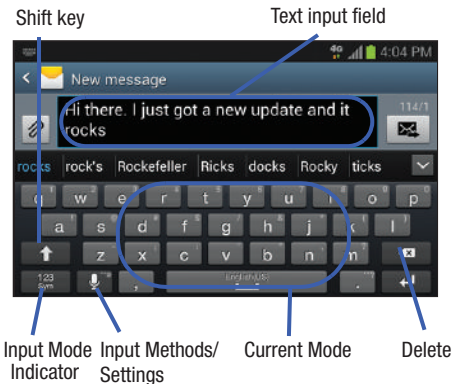 Shift key
Text input field
4G 4:04 PM
New message
Hi there. I just got a new update and it
rocks
114/1
rocks rock's Rockefeller Ricks docks Rocky ticks
q w e r t y u i o p
a s d f g h j k l
z x c v b n m
123
Sym
,
English(US)
.
Input Mode
Indicator
Input Methods/
Settings
Current Mode
Delete